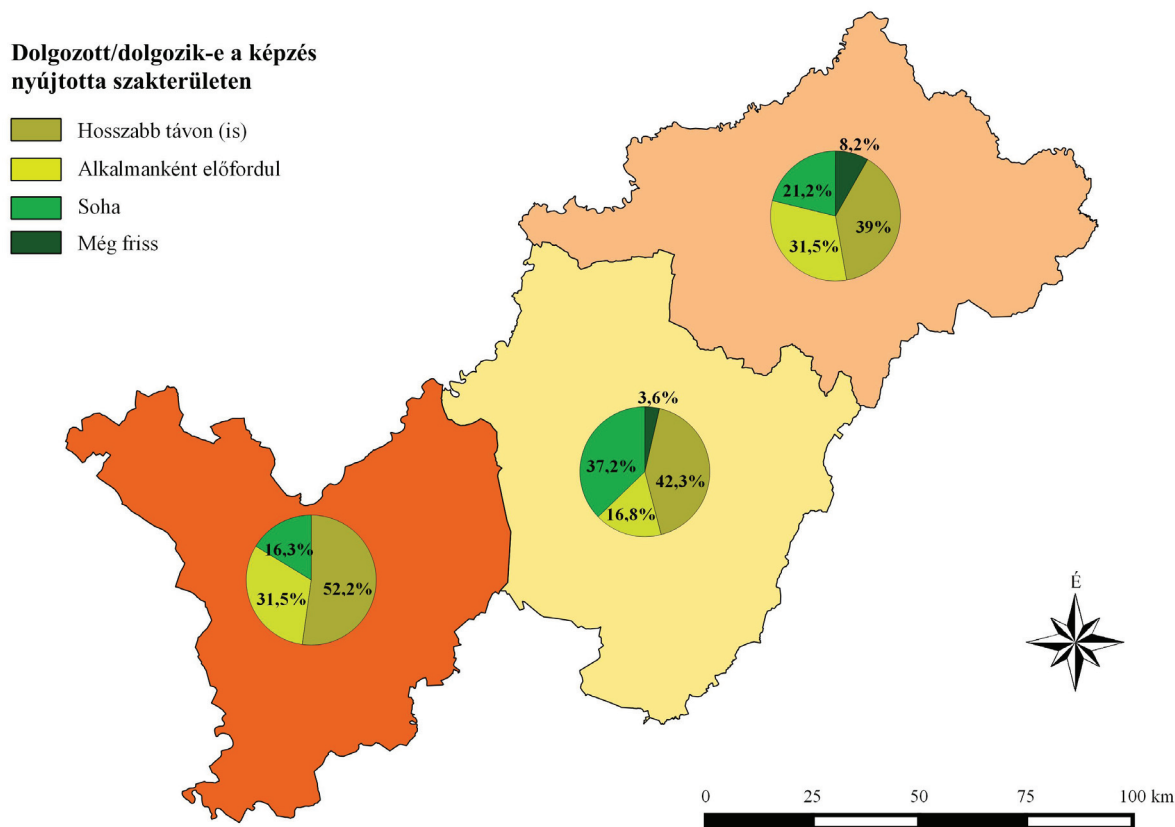 Dolgozott/dolgozik-e a képzés
nyújtotta szakterületen
Hosszabb távon (is)
Alkalmanként előfordul
Soha
Még friss
8,2%
21,2%
39%
31,5%
3,6%
37,2%
42,3%
16,8%
16,3%
52,2%
31,5%
É
0 25 50 75 100 km